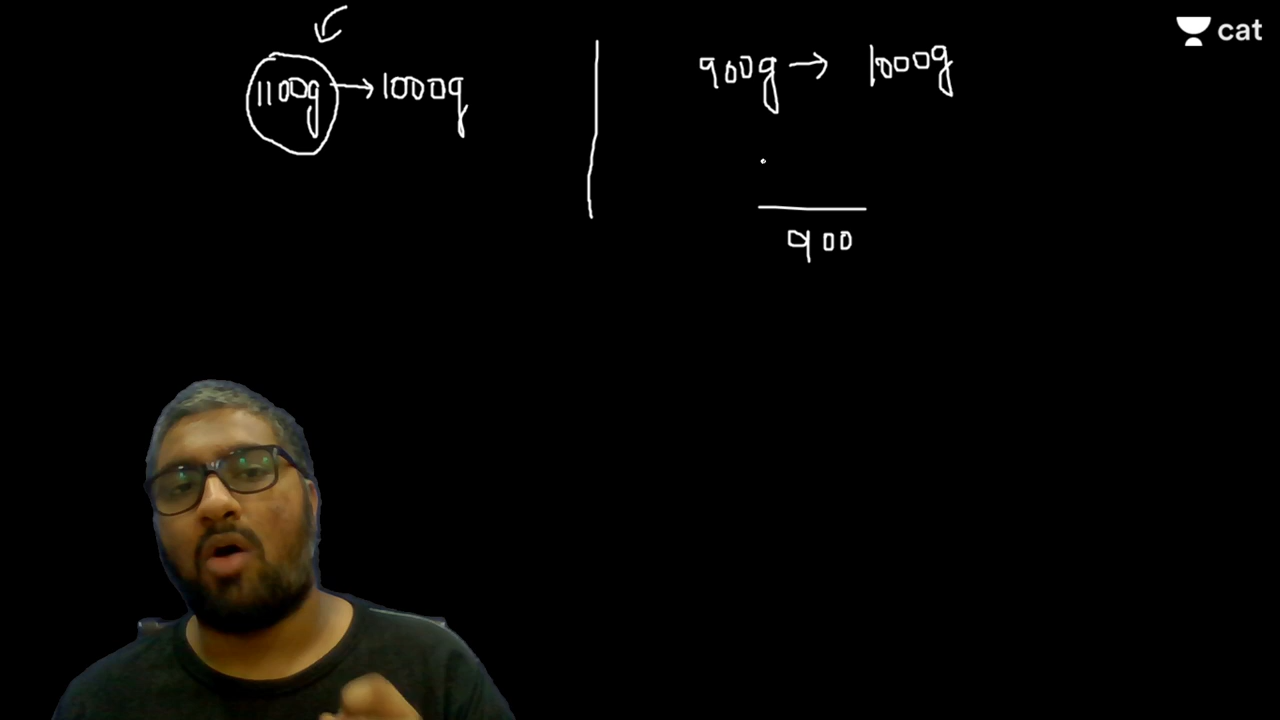 1100g → 1000g
900g → 1000g
900
cat